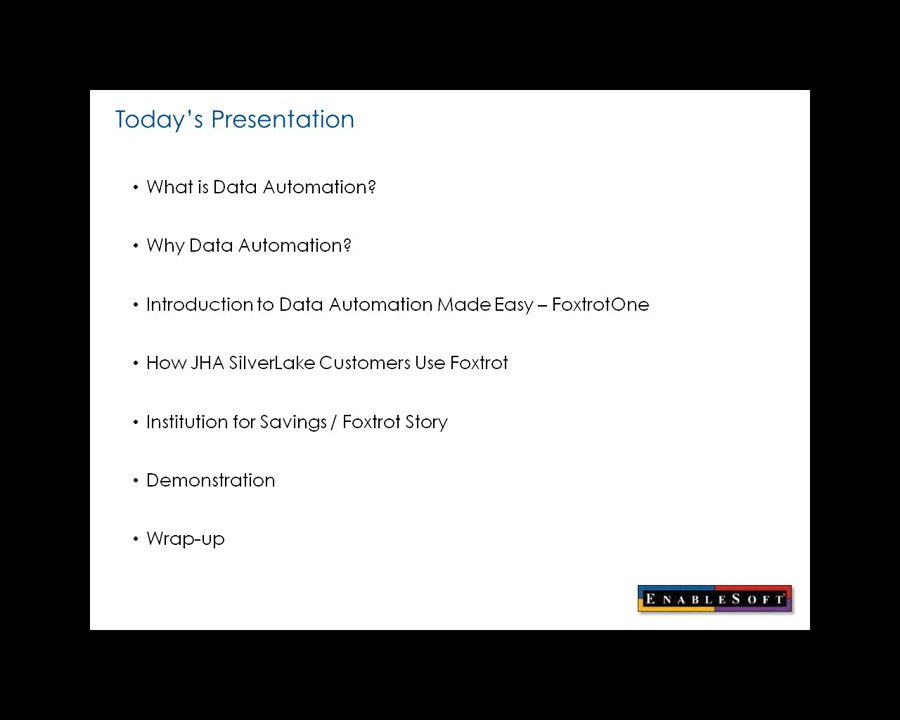 Today's Presentation
• What is Data Automation?
• Why Data Automation?
• Introduction to Data Automation Made Easy – FoxtrotOne
• How JHA SilverLake Customers Use Foxtrot
• Institution for Savings / Foxtrot Story
• Demonstration
• Wrap-up
ENABLESOFT